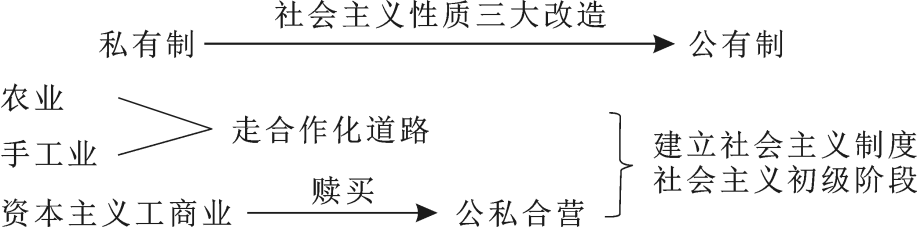 社会主义性质三大改造
私有制
公有制
农业
手工业
走合作化道路
资本主义工商业
赎买
公私合营
建立社会主义制度
社会主义初级阶段